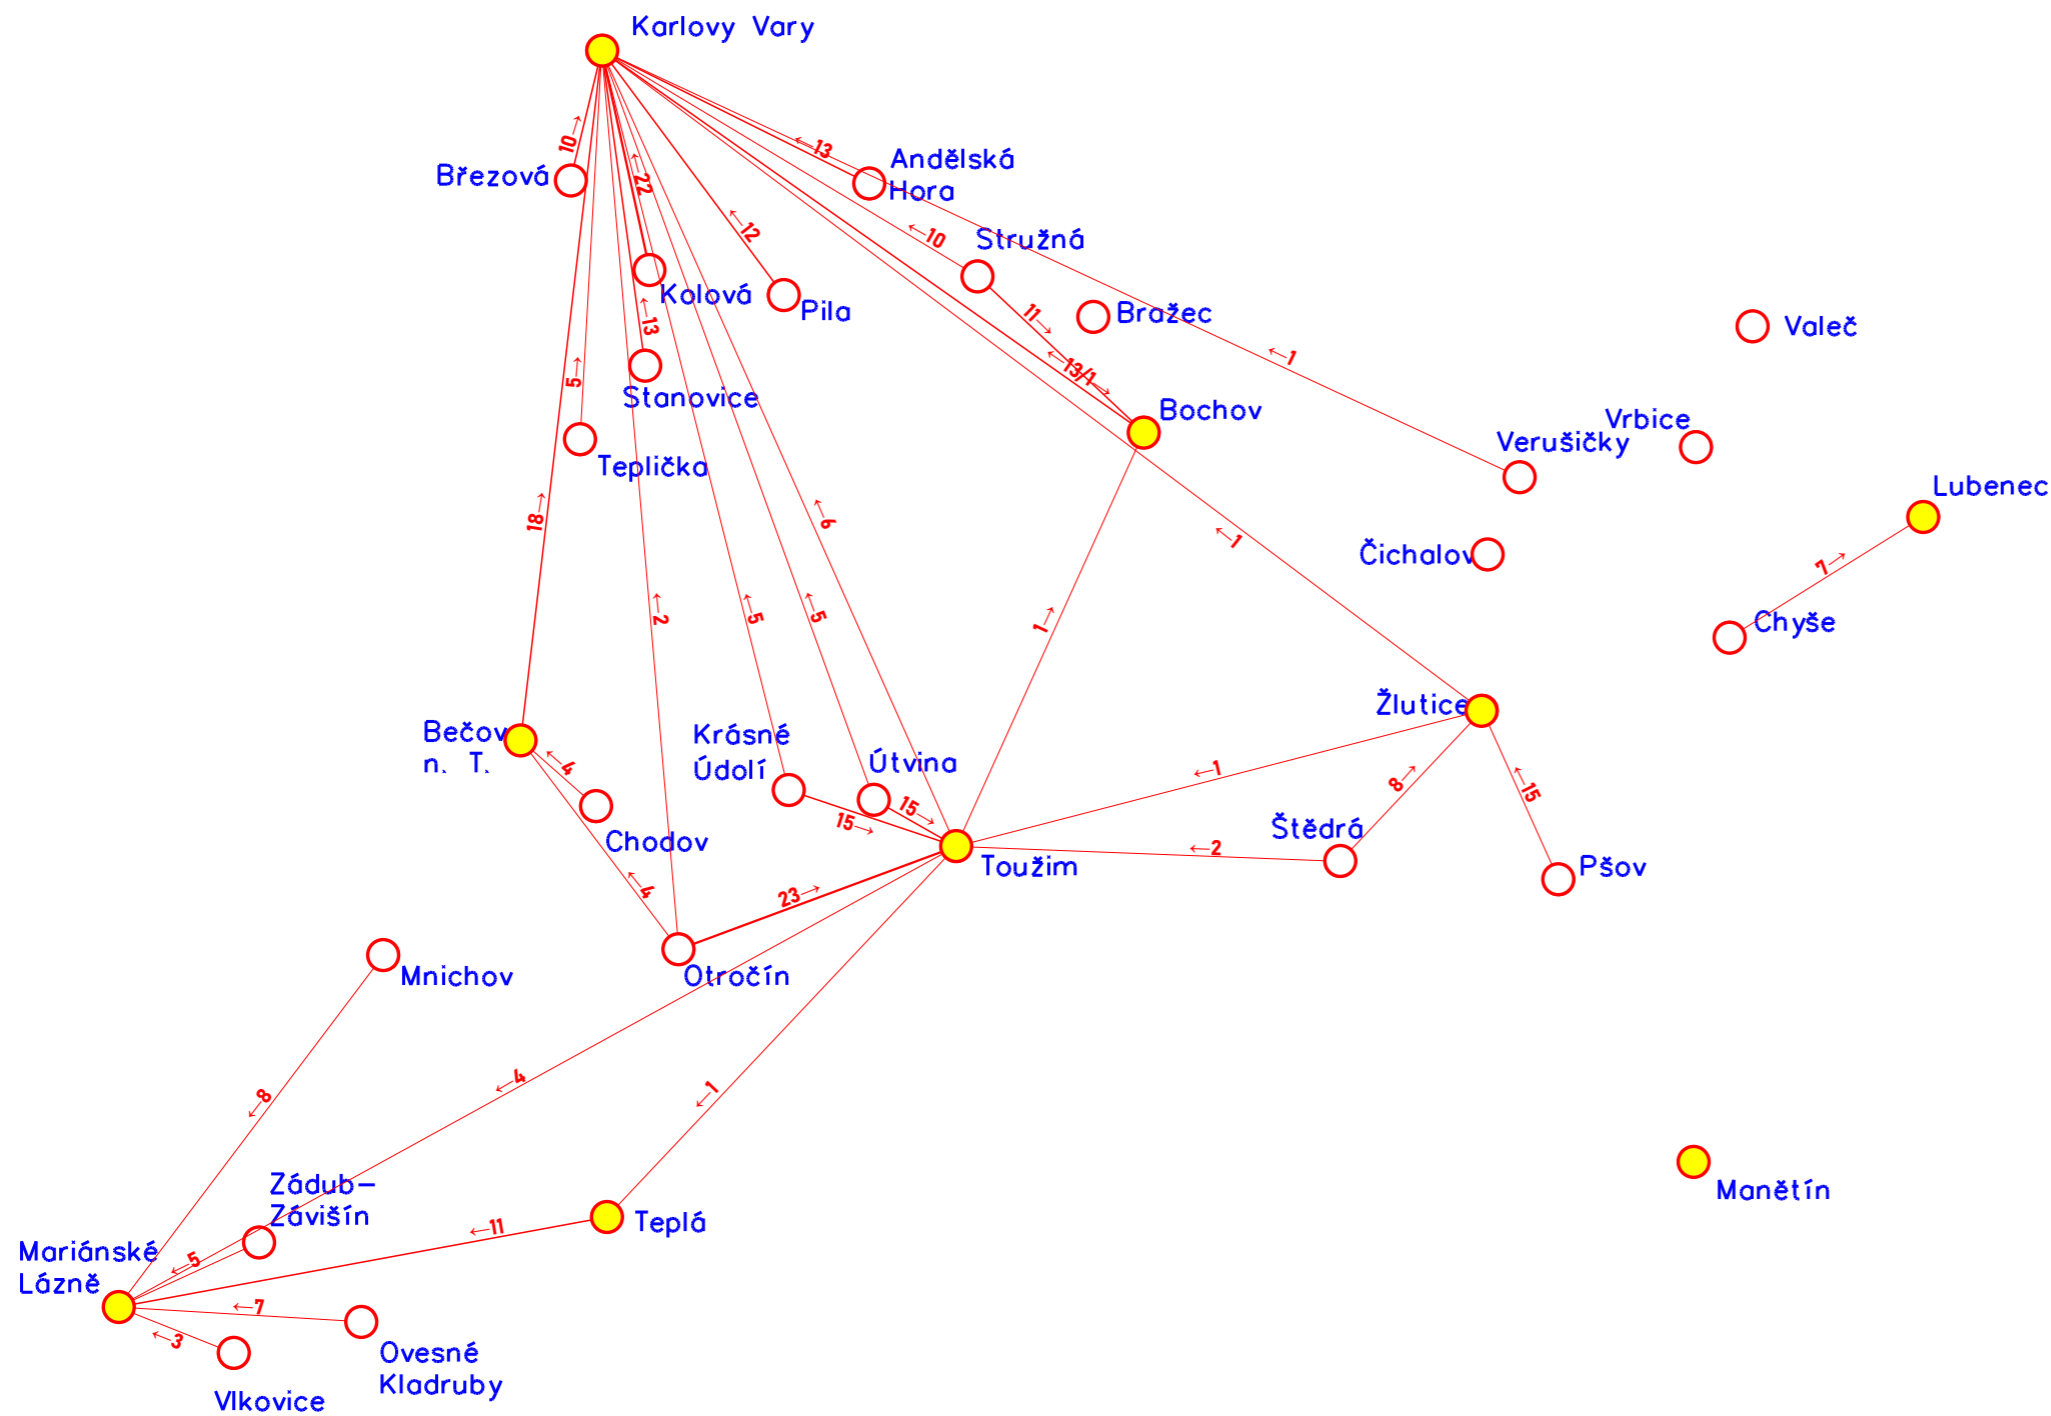 Karlovy Vary
10→
←13
Andělská
Hora
Březová
←22
←12
←10
Stružná
Kolová
Pila
11→
Bražec
Valeč
←13
←13/1→
←1
5→
Stanovice
Bochov
Vrbice
Verušičky
Teplička
Lubenec
18→
←6
←1
Čichalov
7→
←2
←5
←5
1→
Chyše
Bečov
n. T.
Žlutice
Krásné
Údolí
Útvina
←4
←1
8→
←15
15→
15→
Chodov
Štědrá
←2
Toužim
Pšov
←4
23→
Mnichov
Otročín
←8
←4
←1
Zádub-
Závišín
Manětín
←11
Teplá
Mariánské
Lázně
←5
←7
←3
Ovesné
Kladruby
Vlkovice